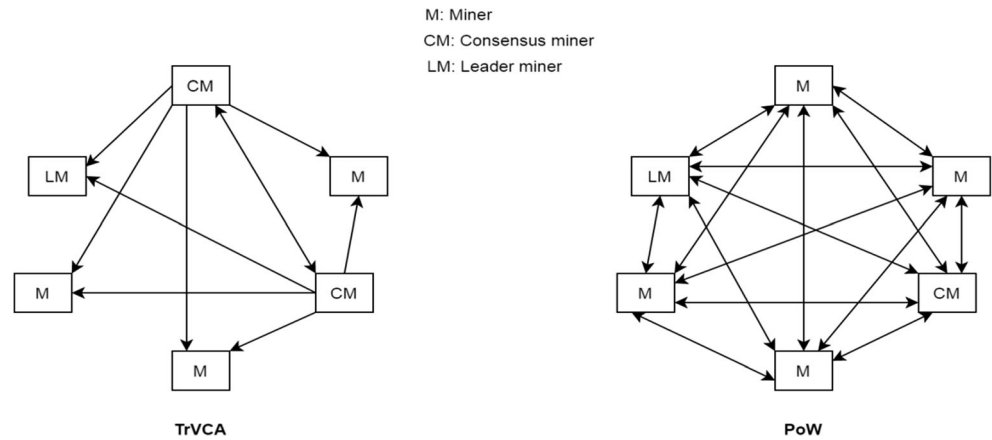 M: Miner
CM: Consensus miner
LM: Leader miner
CM
LM
M
M
CM
M
TrVCA
M
LM
M
M
CM
M
PoW